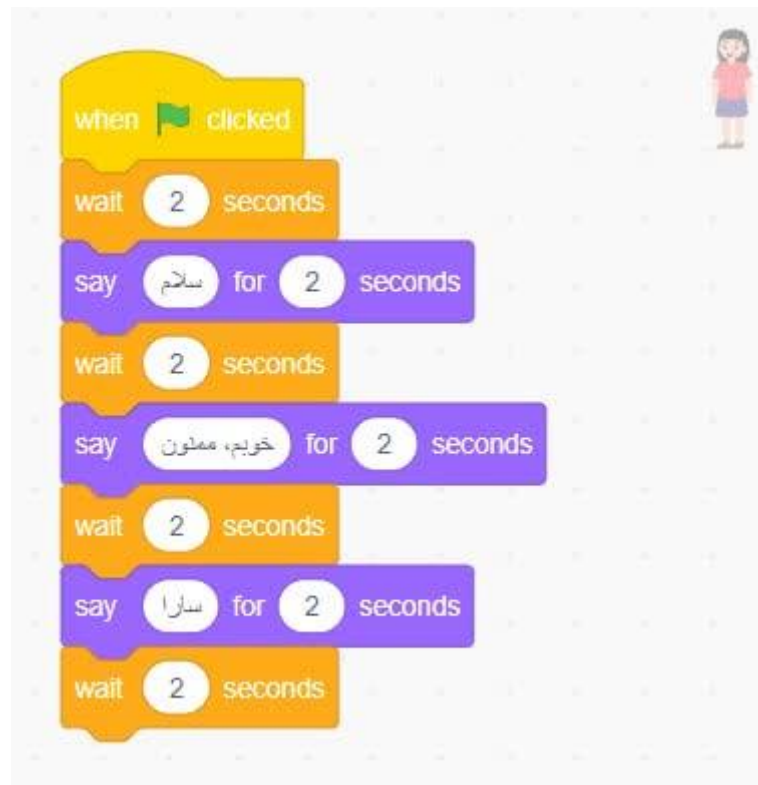 when clicked
wait 2 seconds
say سلام for 2 seconds
wait 2 seconds
say خوبم، ممنون for 2 seconds
wait 2 seconds
say سارا for 2 seconds
wait 2 seconds